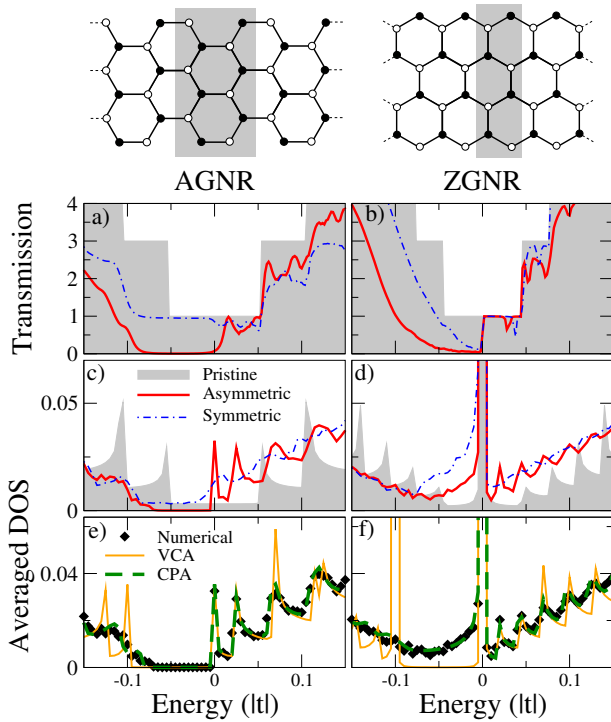 AGNR ZGNR
a) b)
4
3
2
1
0
Transmission
c) d)
Pristine
Asymmetric
Symmetric
0.05
0
e) f)
Numerical
VCA
CPA
0.04
0
Averaged DOS
-0.1 0 0.1 -0.1 0 0.1
Energy (|t|) Energy (|t|)